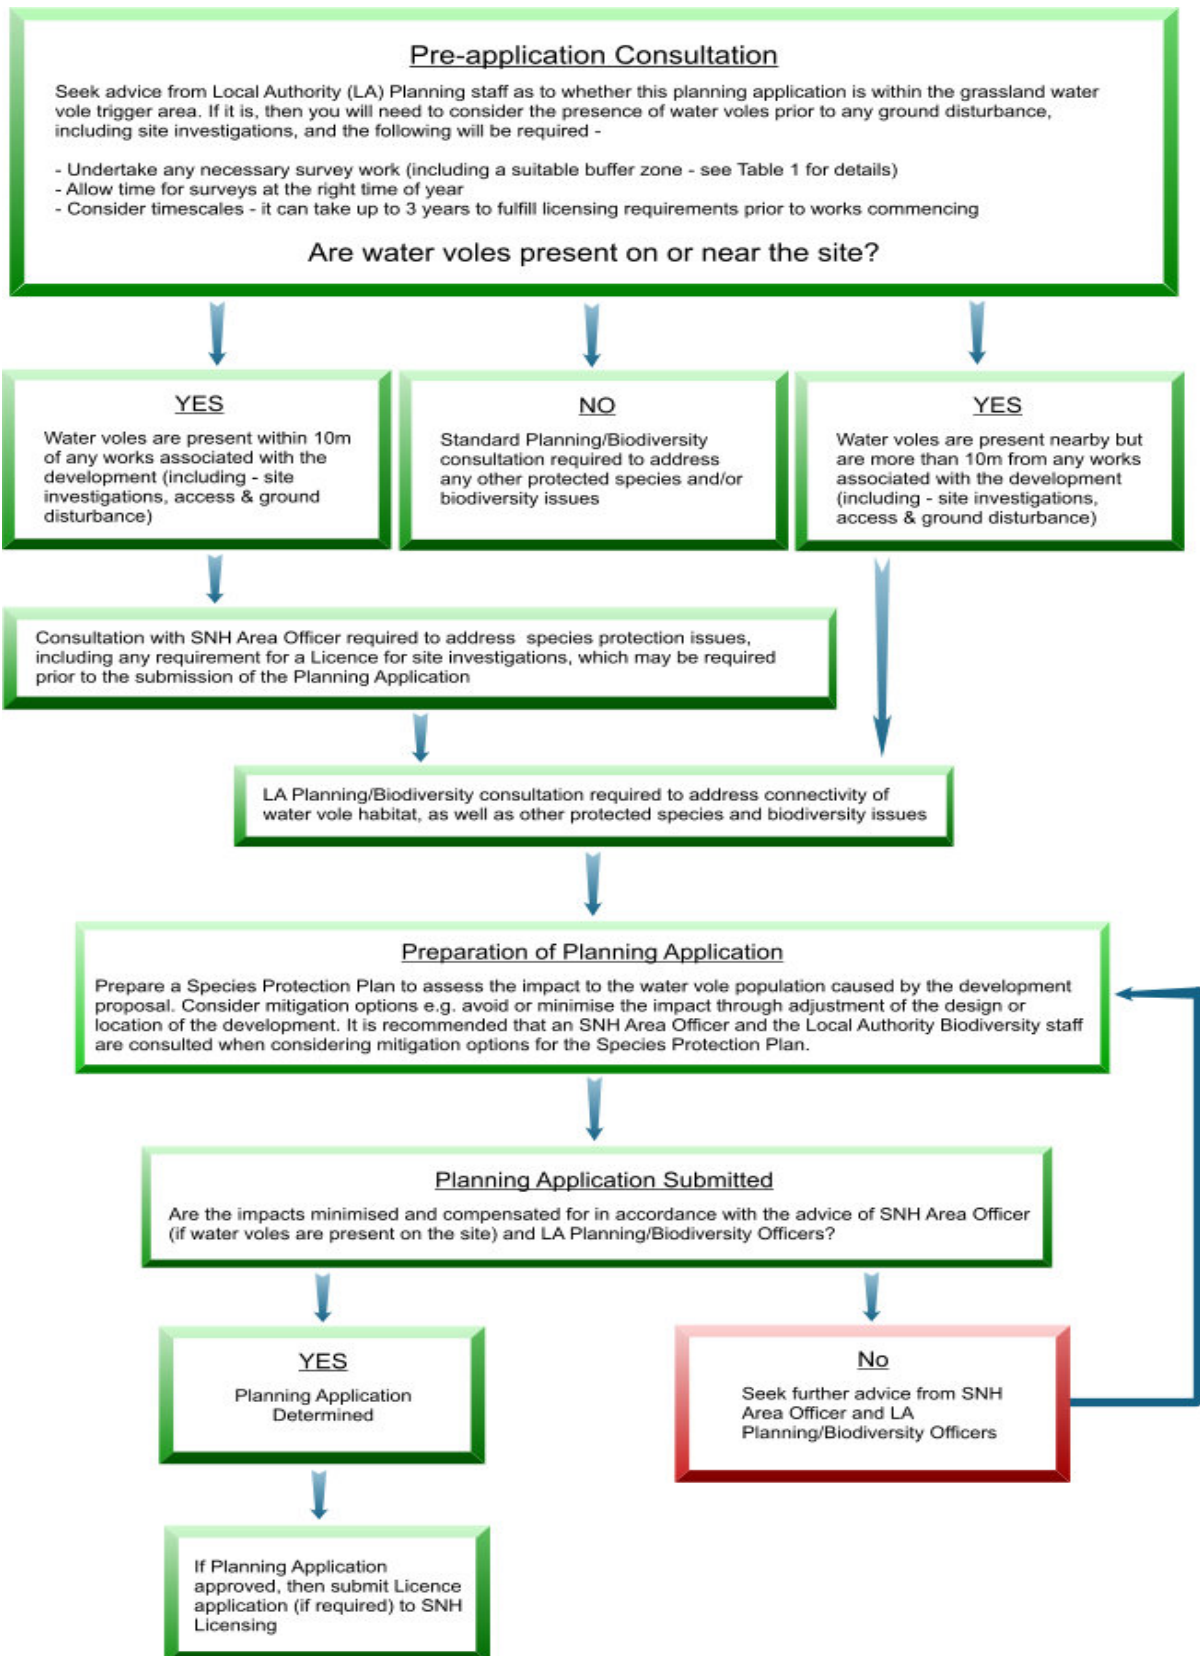 Pre-application Consultation
Seek advice from Local Authority (LA) Planning staff as to whether this planning application is within the grassland water
vole trigger area. If it is, then you will need to consider the presence of water voles prior to any ground disturbance,
including site investigations, and the following will be required -
- Undertake any necessary survey work (including a suitable buffer zone - see Table 1 for details)
- Allow time for surveys at the right time of year
- Consider timescales - it can take up to 3 years to fulfill licensing requirements prior to works commencing
Are water voles present on or near the site?
YES
Water voles are present within 10m
of any works associated with the
development (including - site
investigations, access & ground
disturbance)
NO
Standard Planning/Biodiversity
consultation required to address
any other protected species and/or
biodiversity issues
YES
Water voles are present nearby but
are more than 10m from any works
associated with the development
(including - site investigations,
access & ground disturbance)
Consultation with SNH Area Officer required to address species protection issues,
including any requirement for a Licence for site investigations, which may be required
prior to the submission of the Planning Application
LA Planning/Biodiversity consultation required to address connectivity of
water vole habitat, as well as other protected species and biodiversity issues
Preparation of Planning Application
Prepare a Species Protection Plan to assess the impact to the water vole population caused by the development
proposal. Consider mitigation options e.g. avoid or minimise the impact through adjustment of the design or
location of the development. It is recommended that an SNH Area Officer and the Local Authority Biodiversity staff
are consulted when considering mitigation options for the Species Protection Plan.
Planning Application Submitted
Are the impacts minimised and compensated for in accordance with the advice of SNH Area Officer
(if water voles are present on the site) and LA Planning/Biodiversity Officers?
YES
Planning Application
Determined
No
Seek further advice from SNH
Area Officer and LA
Planning/Biodiversity Officers
If Planning Application
approved, then submit Licence
application (if required) to SNH
Licensing